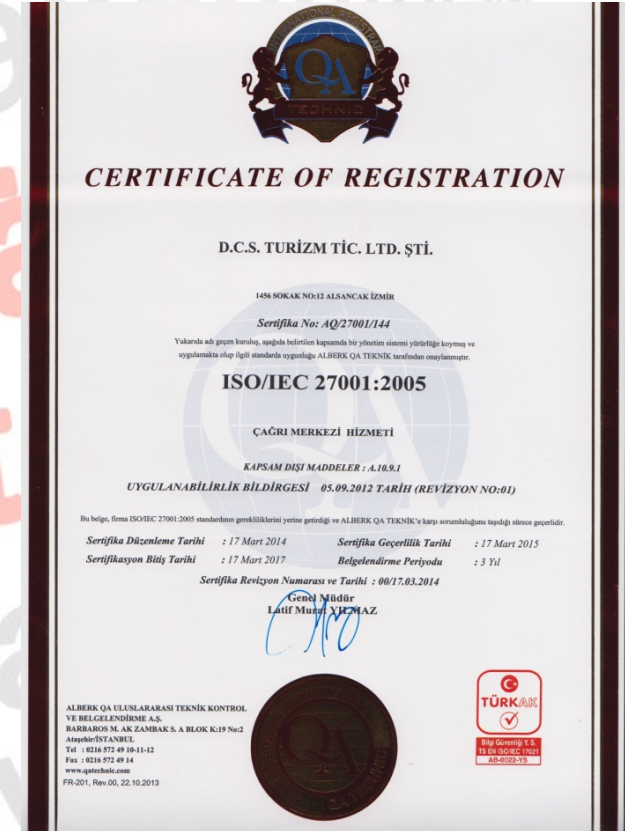 INTERNATIONAL REGISTRAR
QA
TECHNIC
CERTIFICATE OF REGISTRATION
D.C.S. TURİZM TİC. LTD. ŞTİ.
1456 SOKAK NO:12 ALSANCAK İZMİR
Sertifika No: AQ/27001/144
Yukarıda adı geçen kuruluş, aşağıda belirtilen kapsamda bir yönetim sistemi yürürlüğe koymuş ve
uygulamakta olup ilgili standarda uygunluğu ALBERK QA TEKNİK tarafından onaylanmıştır.
ISO/IEC 27001:2005
ÇAĞRI MERKEZİ HİZMETİ
KAPSAM DIŞI MADDELER : A.10.9.1
UYGULANABİLİRLİK BİLDİRGESİ 05.09.2012 TARİH (REVİZYON NO:01)
Bu belge, firma ISO/IEC 27001:2005 standardının gerekliliklerini yerine getirdiği ve ALBERK QA TEKNİK'e karşı sorumluluğunu taşıdığı sürece geçerlidir.
Sertifika Düzenleme Tarihi : 17 Mart 2014 Sertifika Geçerlilik Tarihi : 17 Mart 2015
Sertifikasyon Bitiş Tarihi : 17 Mart 2017 Belgelendirme Periyodu : 3 Yıl
Sertifika Revizyon Numarası ve Tarihi : 00/17.03.2014
Genel Müdür
Latif Murat YILMAZ
ALBERK QA ULUSLARARASI TEKNİK KONTROL
VE BELGELENDİRME A.Ş.
BARBAROS M. AK ZAMBAK S. A BLOK K:19 No:2
Ataşehir/İSTANBUL
Tel : 0216 572 49 10-11-12
Fax : 0216 572 49 14
www.qatechnic.com
FR-201, Rev.00, 22.10.2013
TÜRKAK
Bilgi Güvenliği Y. S.
TS EN ISO/IEC 17021
AB-0022-YS